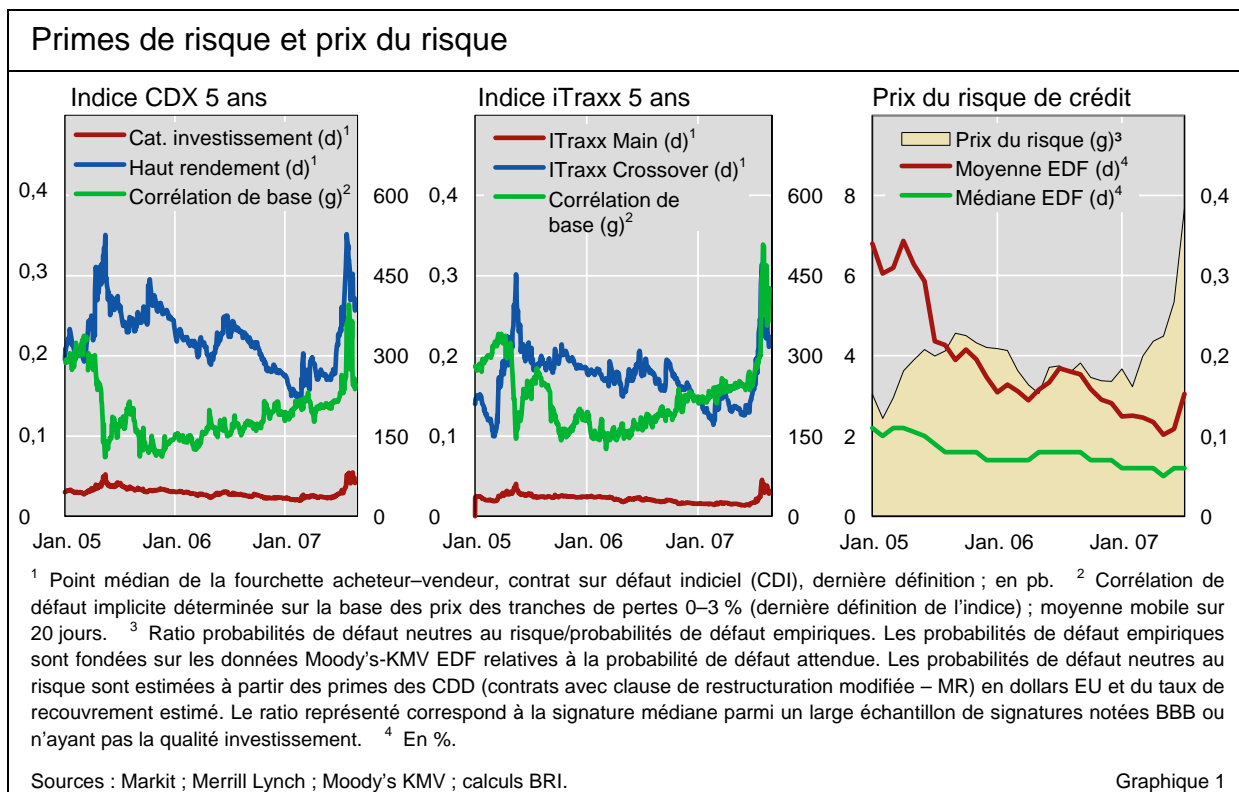 Primes de risque et prix du risque
Indice CDX 5 ans
Cat. investissement (d)¹
Haut rendement (d)¹
Corrélation de base (g)²
0,4
0,3
0,2
0,1
0
600
450
300
150
0
Jan. 05
Jan. 06
Jan. 07
Indice iTraxx 5 ans
ITraxx Main (d)¹
ITraxx Crossover (d)¹
Corrélation de
base (g)²
0,4
0,3
0,2
0,1
0
600
450
300
150
0
Jan. 05
Jan. 06
Jan. 07
Prix du risque de crédit
Prix du risque (g)³
Moyenne EDF (d)⁴
Médiane EDF (d)⁴
8
6
4
2
0
0,4
0,3
0,2
0,1
0
Jan. 05
Jan. 06
Jan. 07
¹ Point médian de la fourchette acheteur–vendeur, contrat sur défaut indiciel (CDI), dernière définition ; en pb. ² Corrélation de
défaut implicite déterminée sur la base des prix des tranches de pertes 0–3 % (dernière définition de l'indice) ; moyenne mobile sur
20 jours. ³ Ratio probabilités de défaut neutres au risque/probabilités de défaut empiriques. Les probabilités de défaut empiriques
sont fondées sur les données Moody's-KMV EDF relatives à la probabilité de défaut attendue. Les probabilités de défaut neutres au
risque sont estimées à partir des primes des CDD (contrats avec clause de restructuration modifiée – MR) en dollars EU et du taux de
recouvrement estimé. Le ratio représenté correspond à la signature médiane parmi un large échantillon de signatures notées BBB ou
n'ayant pas la qualité investissement. ⁴ En %.
Sources : Markit ; Merrill Lynch ; Moody's KMV ; calculs BRI.
Graphique 1